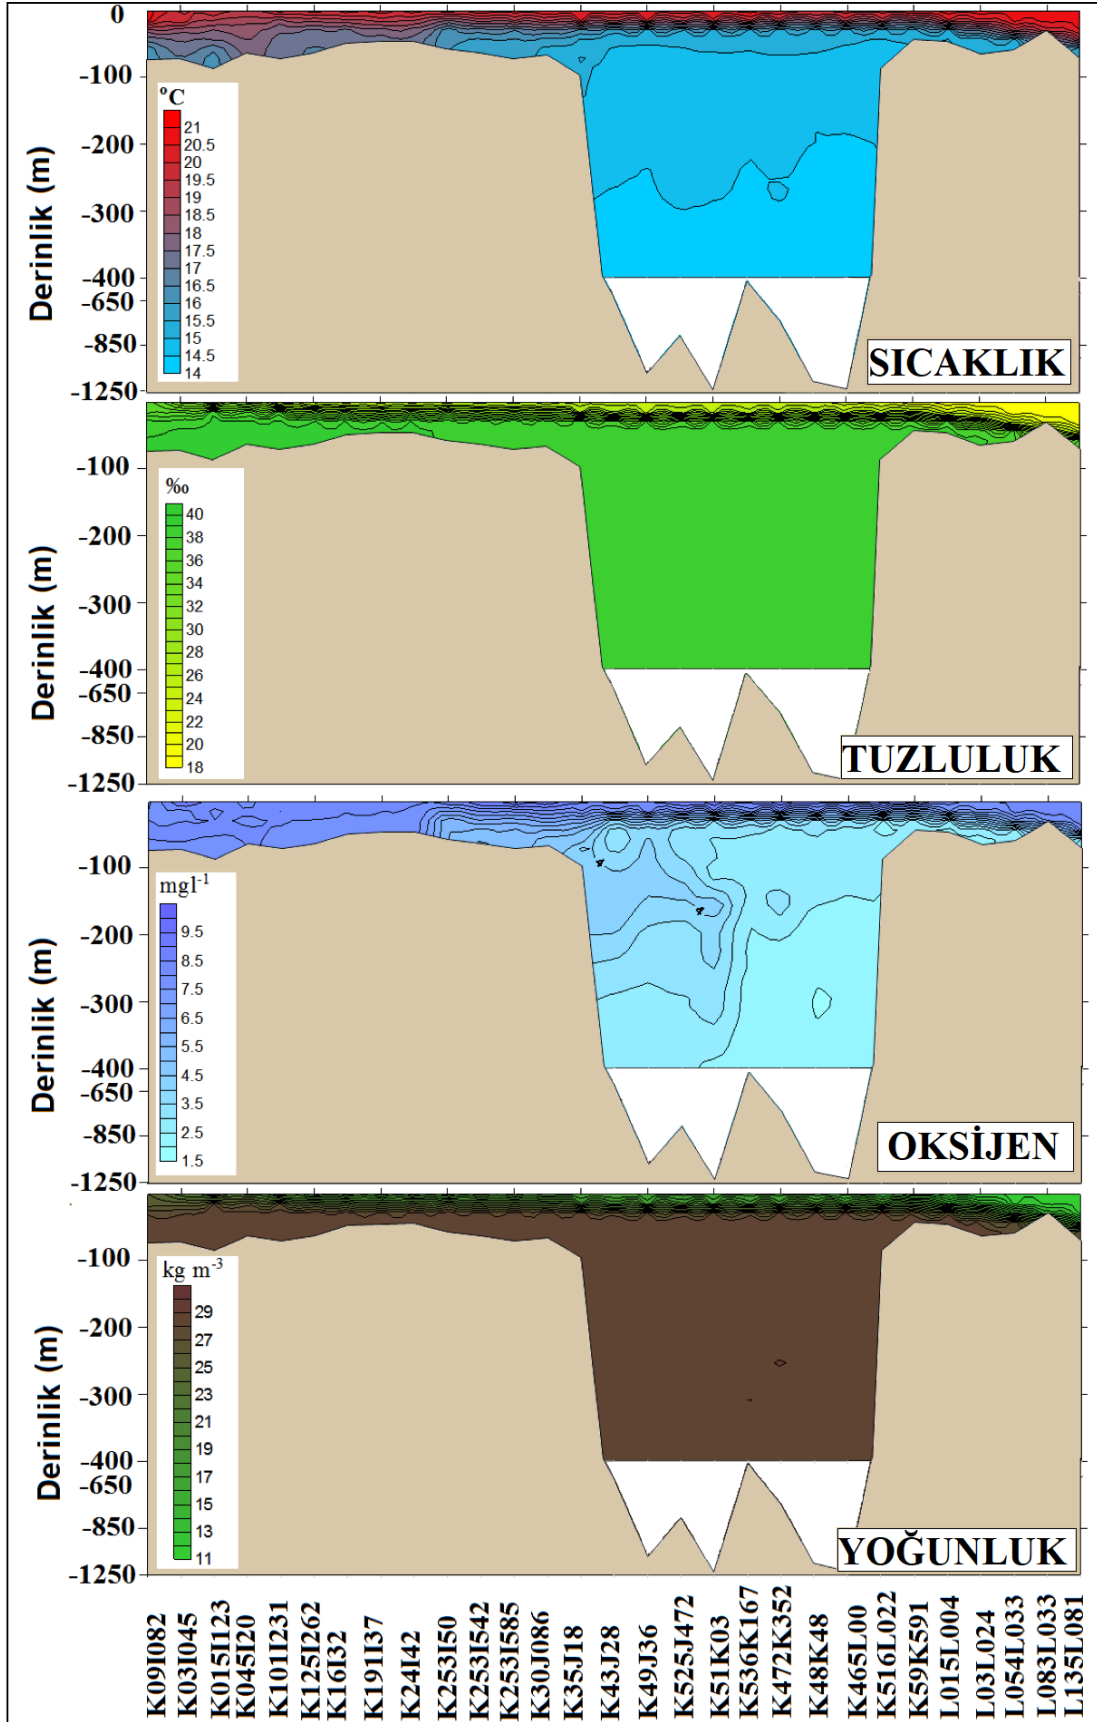 0
-100
-200
-300
-400
-650
-850
-1250
Derinlik (m)
°C
21
20.5
20
19.5
19
18.5
18
17.5
17
16.5
16
15.5
15
14.5
14
SICAKLIK
-100
-200
-300
-400
-650
-850
-1250
Derinlik (m)
‰
40
38
36
34
32
30
28
26
24
22
20
18
TUZLULUK
-100
-200
-300
-400
-650
-850
-1250
Derinlik (m)
mgl⁻¹
9.5
8.5
7.5
6.5
5.5
4.5
3.5
2.5
1.5
4
4
OKSİJEN
-100
-200
-300
-400
-650
-850
-1250
Derinlik (m)
kg m⁻³
29
27
25
23
21
19
17
15
13
11
YOĞUNLUK
K09I082
K03I045
K015I123
K045I20
K101I231
K125I262
K16I32
K19I37
K24I42
K253I50
K253I542
K253I585
K30J086
K35J18
K43J28
K49J36
K525J472
K51K03
K536K167
K472K352
K48K48
K465L00
K516L022
K59K591
L015L004
L03L024
L054L033
L083L033
L135L081